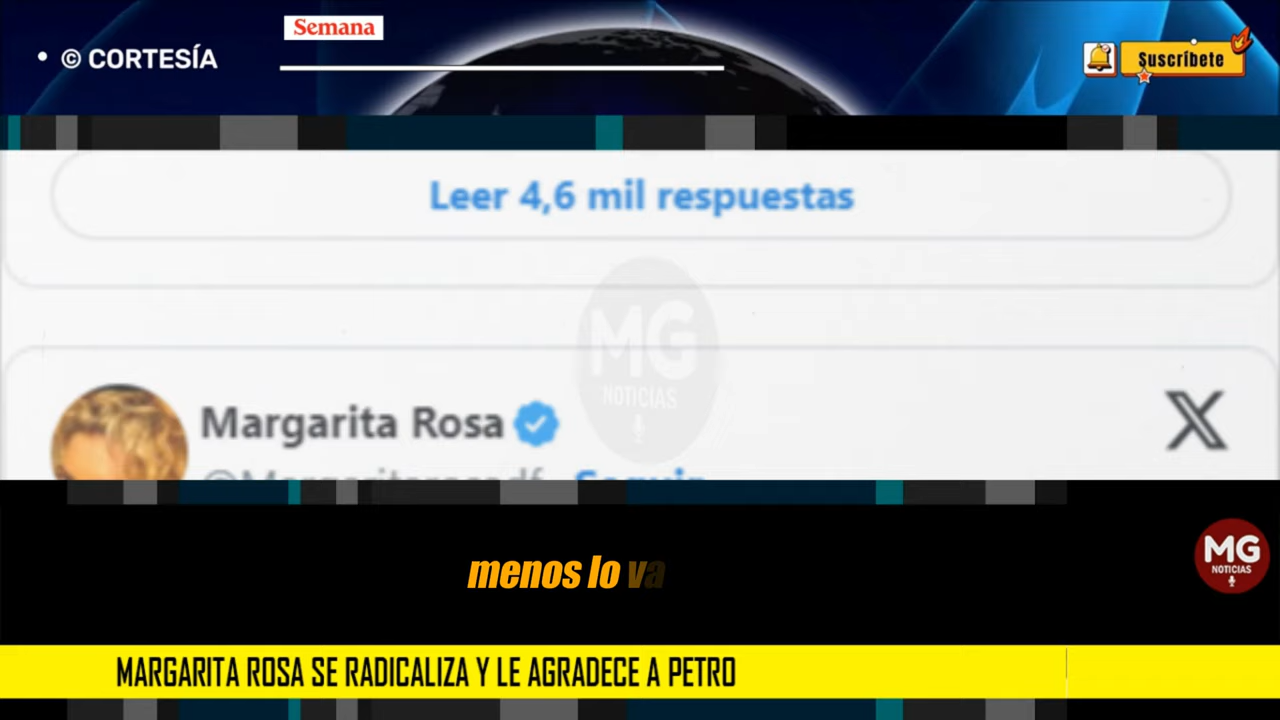 Semana
• © CORTESÍA
Suscríbete
Leer 4,6 mil respuestas
MG
NOTICIAS
Margarita Rosa
menos lo va
MG
NOTICIAS
MARGARITA ROSA SE RADICALIZA Y LE AGRADECE A PETRO